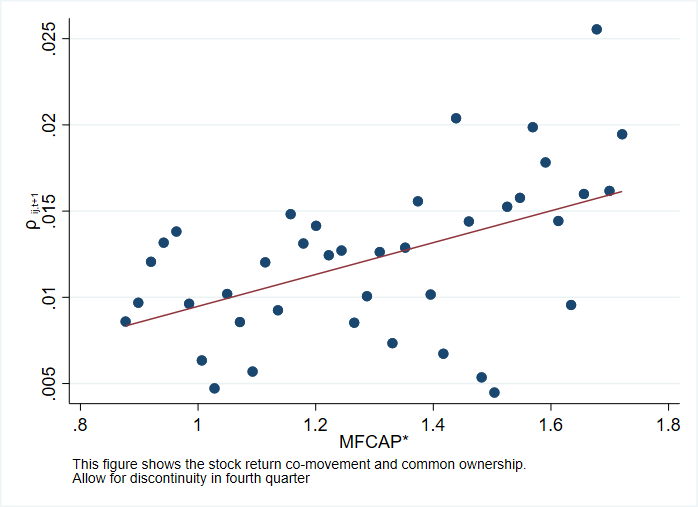 .025
.02
.015
.01
.005
ρ ij,t+1
.8 1 1.2 1.4 1.6 1.8
MFCAP*
This figure shows the stock return co-movement and common ownership.
Allow for discontinuity in fourth quarter